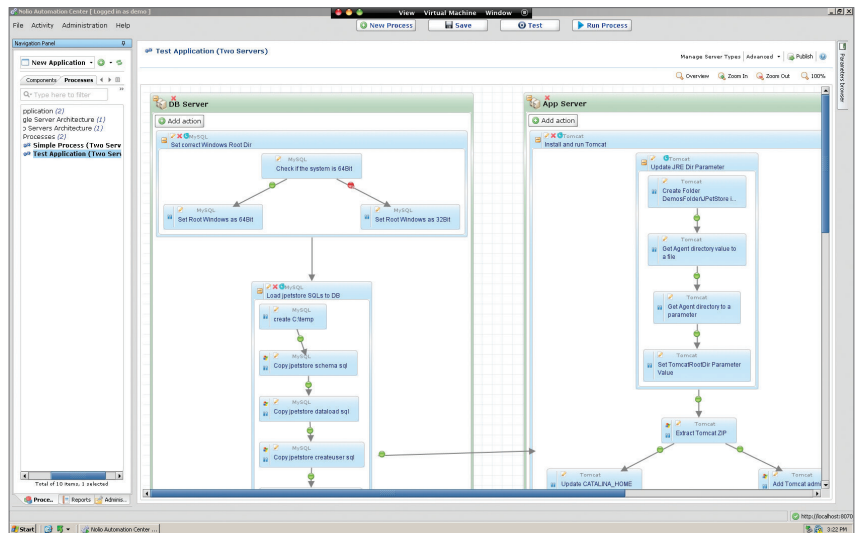 Nolio Automation Center [ Logged in as demo ]
View Virtual Machine Window
File Activity Administration Help
New Process Save Test Run Process
Navigation Panel
New Application
Components Processes
Type here to filter
pplication (2)
gle Server Architecture (1)
o Servers Architecture (1)
Processes (2)
Simple Process (Two Serv
Test Application (Two Serv
Total of 10 items, 1 selected
Proce.. Reports Adminis..
Test Application (Two Servers)
Manage Server Types Advanced Publish
Overview Zoom In Zoom Out 100%
Parameters browser
DB Server
Add action
MySQL
Set correct Windows Root Dir
MySQL
Check if the system is 64Bit
MySQL
Set Root Windows as 64Bit
MySQL
Set Root Windows as 32Bit
MySQL
Load jpetstore SQLs to DB
MySQL
create C:\temp
MySQL
Copy jpetstore schema sql
MySQL
Copy jpetstore dataload sql
MySQL
Copy jpetstore createuser sql
App Server
Add action
Tomcat
Install and run Tomcat
Tomcat
Update JRE Dir Parameter
Tomcat
Create Folder
DemosFolder/JPetStore i...
Tomcat
Get Agent directory value to
a file
Tomcat
Get Agent directory to a
parameter
Tomcat
Set TomcatRootDir Parameter
Value
Tomcat
Extract Tomcat ZIP
Tomcat
Update CATALINA_HOME
Tomcat
Add Tomcat admi
http://localhost:8070
Start Nolio Automation Center ... 3:22 PM